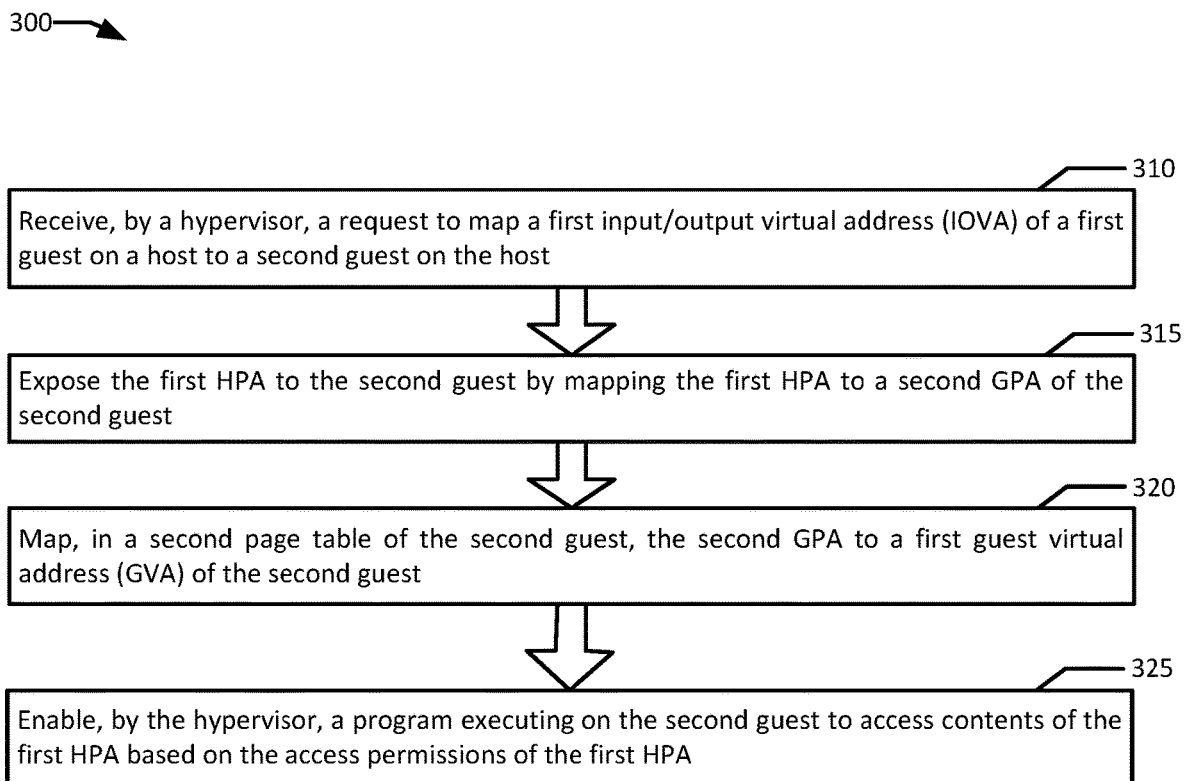 300
310
Receive, by a hypervisor, a request to map a first input/output virtual address (IOVA) of a first
guest on a host to a second guest on the host
315
Expose the first HPA to the second guest by mapping the first HPA to a second GPA of the
second guest
320
Map, in a second page table of the second guest, the second GPA to a first guest virtual
address (GVA) of the second guest
325
Enable, by the hypervisor, a program executing on the second guest to access contents of the
first HPA based on the access permissions of the first HPA